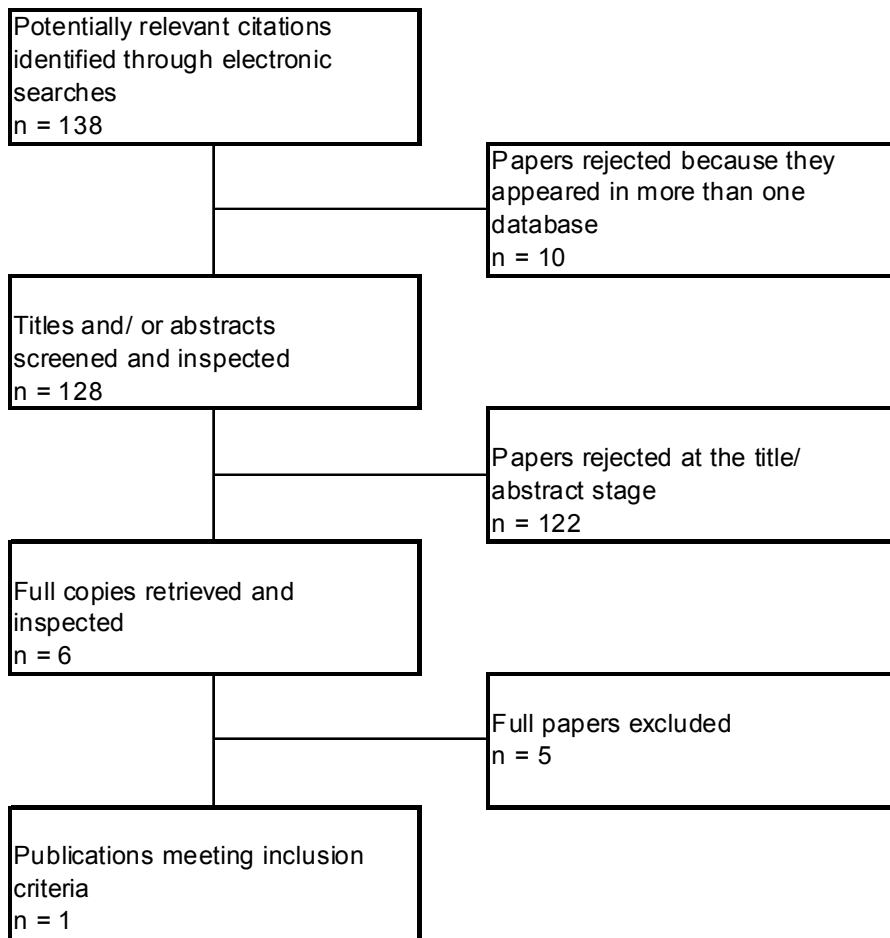 Potentially relevant citations
identified through electronic
searches
n = 138
Papers rejected because they
appeared in more than one
database
n = 10
Titles and/ or abstracts
screened and inspected
n = 128
Papers rejected at the title/
abstract stage
n = 122
Full copies retrieved and
inspected
n = 6
Full papers excluded
n = 5
Publications meeting inclusion
criteria
n = 1